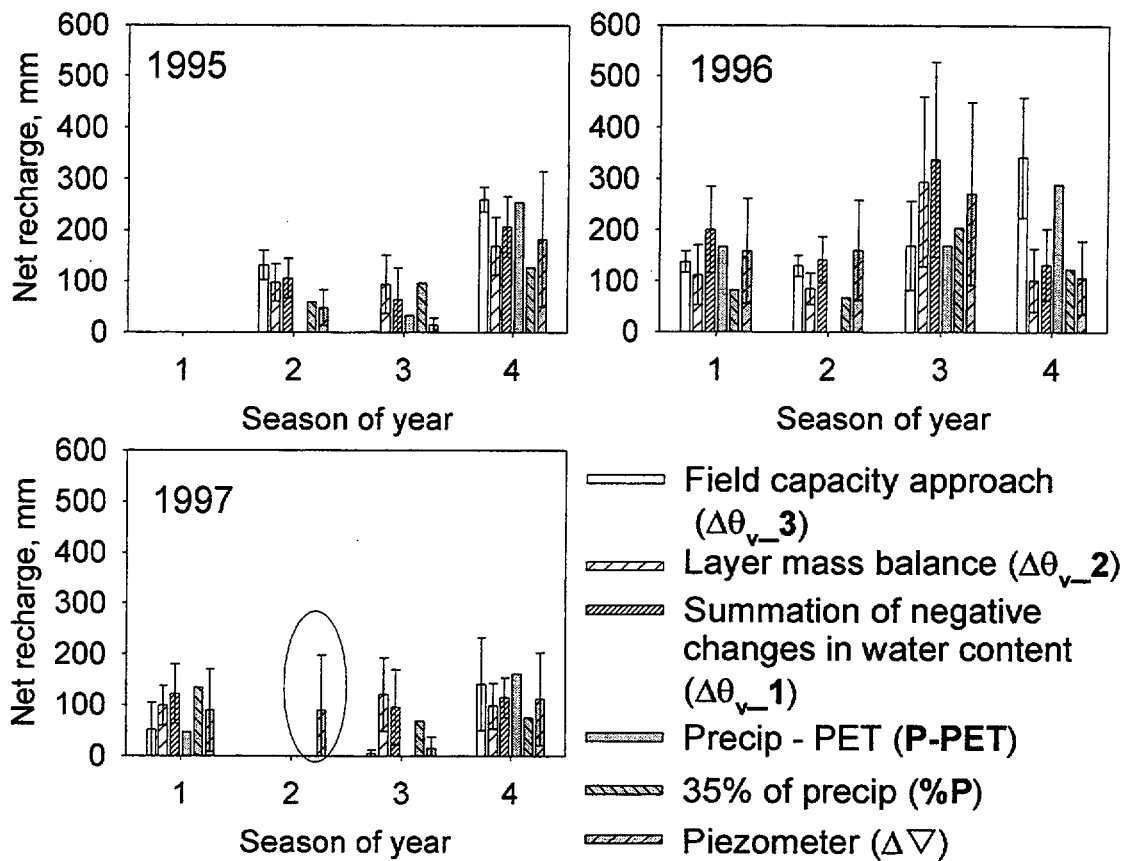 600
500
400
300
200
100
0
Net recharge, mm
1995
1 2 3 4
Season of year
600
500
400
300
200
100
0
1996
1 2 3 4
Season of year
600
500
400
300
200
100
0
Net recharge, mm
1997
1 2 3 4
Season of year
Field capacity approach
(Δθv_3)
Layer mass balance (Δθv_2)
Summation of negative
changes in water content
(Δθv_1)
Precip - PET (P-PET)
35% of precip (%P)
Piezometer (Δ▽)